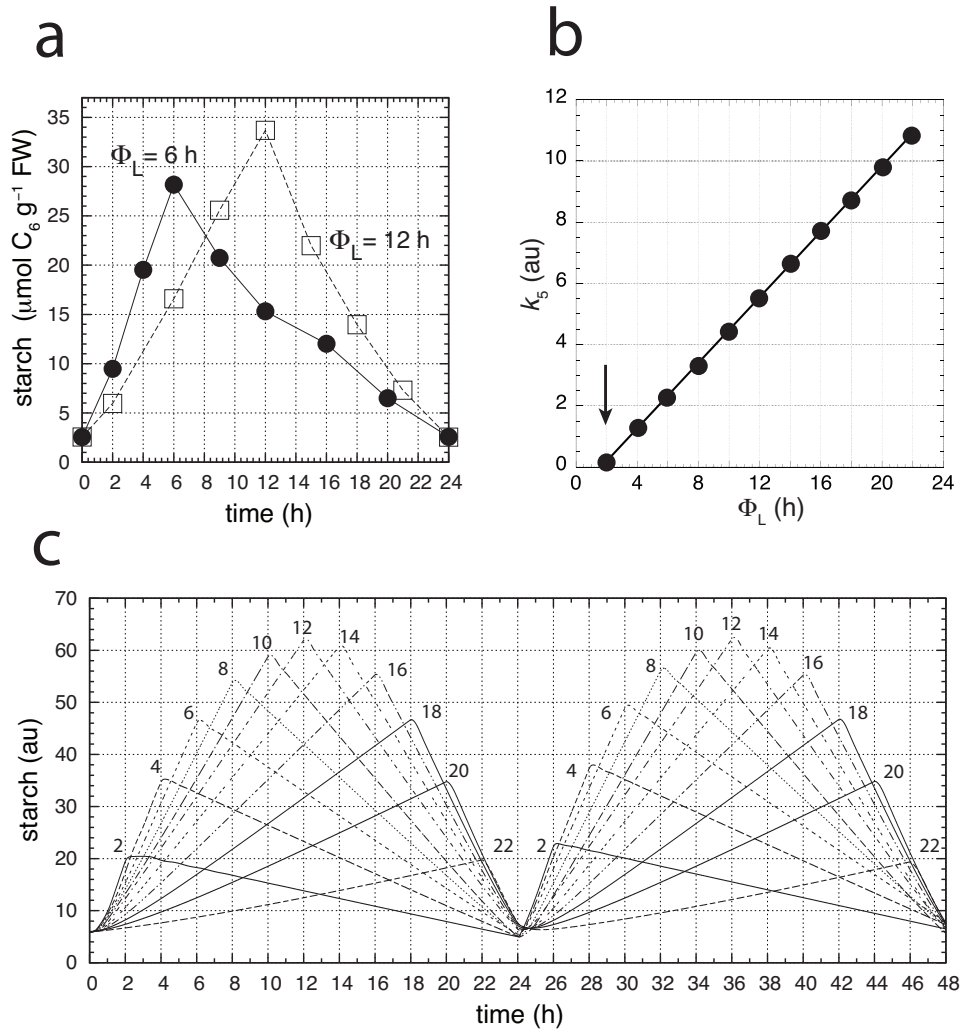 a
35
30
25
20
15
10
5
0
starch (μmol C₆ g⁻¹ FW)
Φ_L = 6 h
Φ_L = 12 h
0 2 4 6 8 10 12 14 16 18 20 22 24
time (h)
b
12
10
8
6
4
2
0
k₅ (au)
0 4 8 12 16 20 24
Φ_L (h)
c
70
60
50
40
30
20
10
0
starch (au)
2 4 6 8 10 12 14 16 18 20 22
2 4 6 8 10 12 14 16 18 20 22
0 2 4 6 8 10 12 14 16 18 20 22 24 26 28 30 32 34 36 38 40 42 44 46 48
time (h)